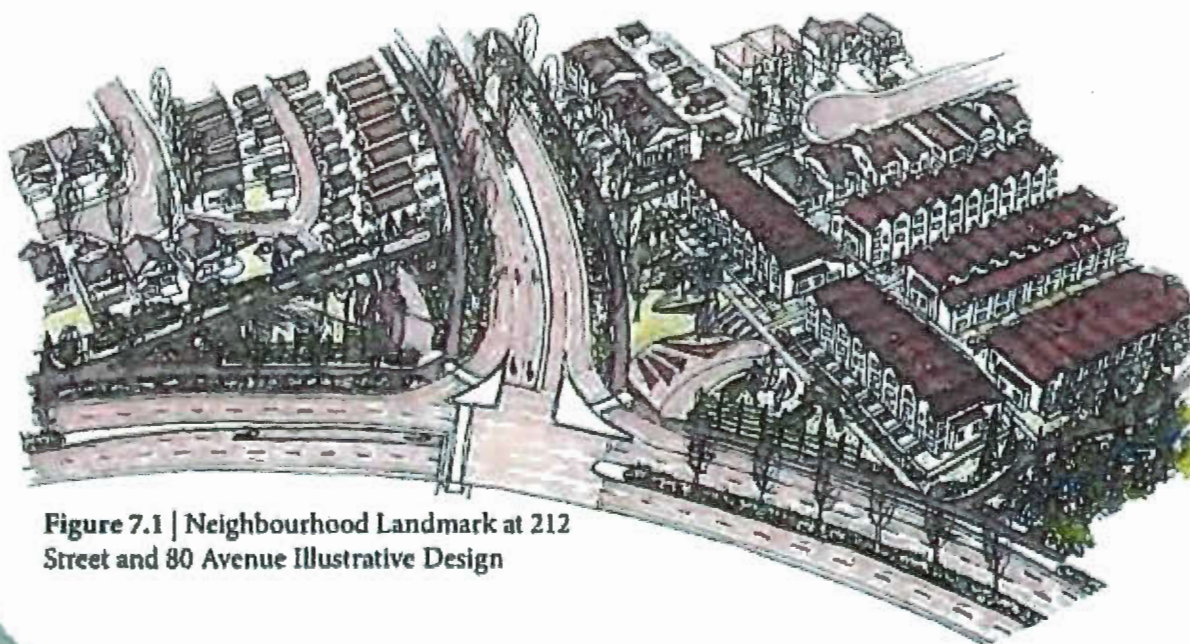 Figure 7.1 | Neighbourhood Landmark at 212
Street and 80 Avenue Illustrative Design